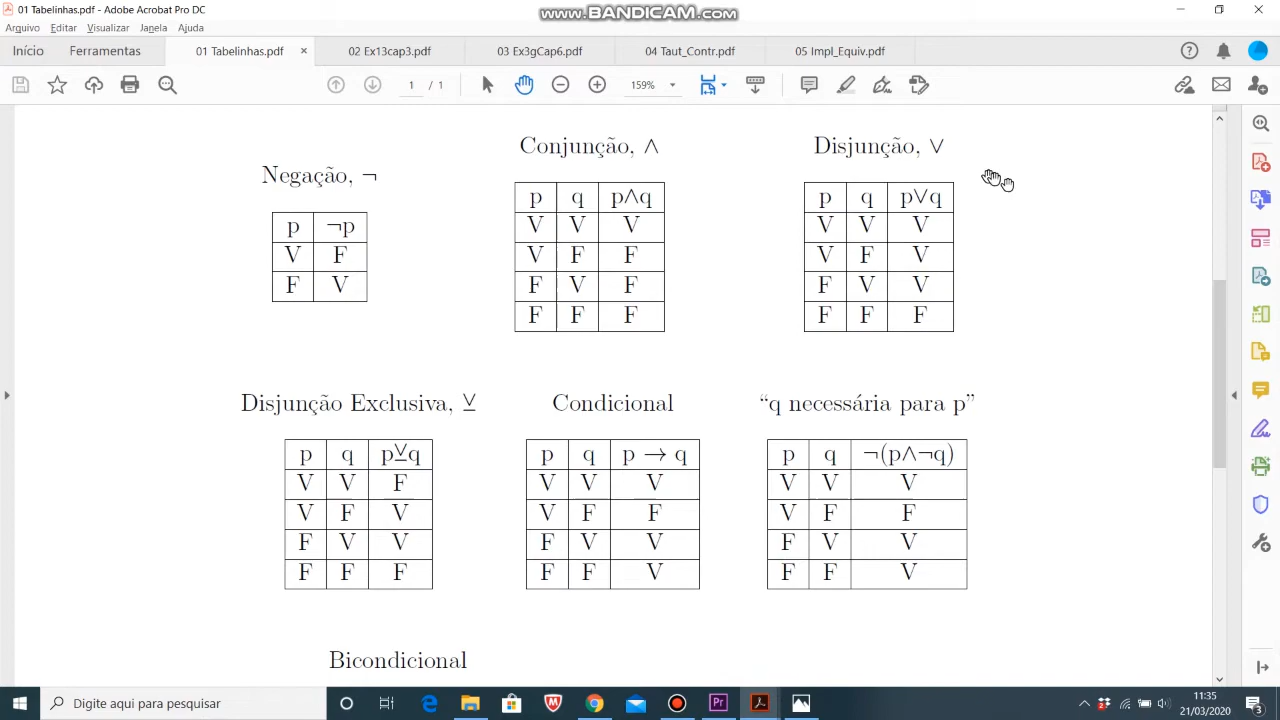 01 Tabelinhas.pdf - Adobe Acrobat Pro DC
www.BANDICAM.com
Arquivo Editar Visualizar Janela Ajuda
Início Ferramentas 01 Tabelinhas.pdf × 02 Ex13cap3.pdf 03 Ex3gCap6.pdf 04 Taut_Contr.pdf 05 Impl_Equiv.pdf
1 / 1 159%
Negação, ¬
p ¬p
V F
F V
Conjunção, ∧
p q p∧q
V V V
V F F
F V F
F F F
Disjunção, ∨
p q p∨q
V V V
V F V
F V V
F F F
Disjunção Exclusiva, ⊻
p q p⊻q
V V F
V F V
F V V
F F F
Condicional
p q p → q
V V V
V F F
F V V
F F V
“q necessária para p”
p q ¬(p∧¬q)
V V V
V F F
F V V
F F V
Bicondicional
Digite aqui para pesquisar
11:35
21/03/2020
3